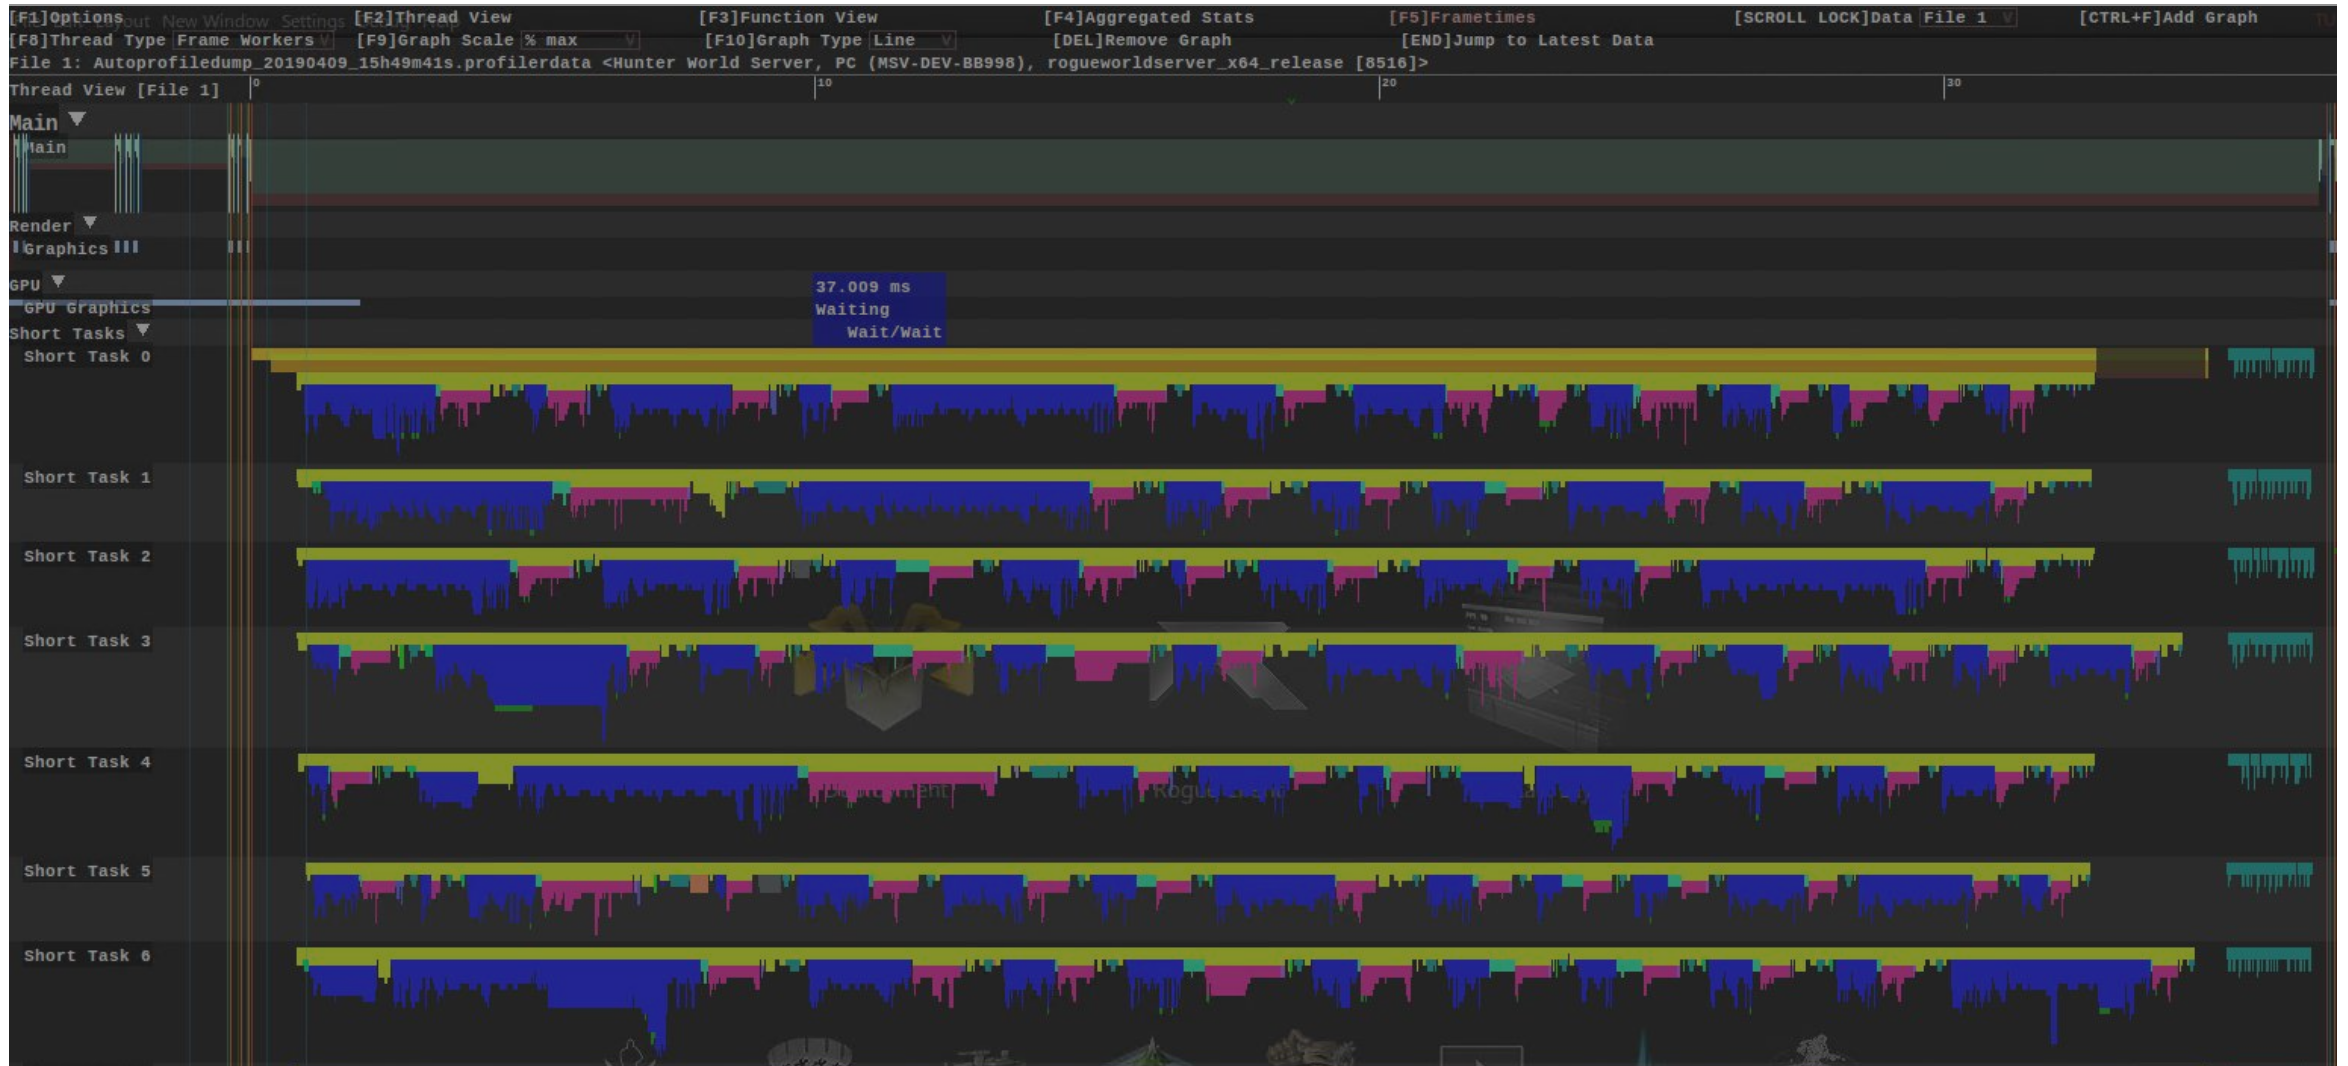 [F1]Options [F2]Thread View [F3]Function View [F4]Aggregated Stats [F5]Frametimes [SCROLL LOCK]Data File 1 V [CTRL+F]Add Graph
[F8]Thread Type Frame Workers V [F9]Graph Scale % max V [F10]Graph Type Line V [DEL]Remove Graph [END]Jump to Latest Data
File 1: Autoprofiledump_20190409_15h49m41s.profilerdata <Hunter World Server, PC (MSV-DEV-BB998), rogueworldserver_x64_release [8516]>
Thread View [File 1] 0 10 20 30
Main
Main
Render
Graphics
GPU
37.009 ms
GPU Graphics
Waiting
Short Tasks
Wait/Wait
Short Task 0
Short Task 1
Short Task 2
Short Task 3
Short Task 4
Short Task 5
Short Task 6